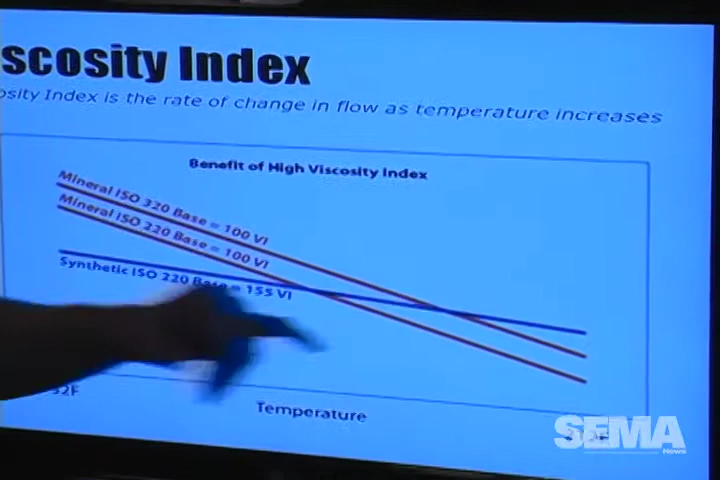 scosity Index
osity Index is the rate of change in flow as temperature increases
Benefit of High Viscosity Index
Mineral ISO 320 Base = 100 VI
Mineral ISO 220 Base = 100 VI
Synthetic ISO 220 Base = 155 VI
32F
Temperature
SEMA
News